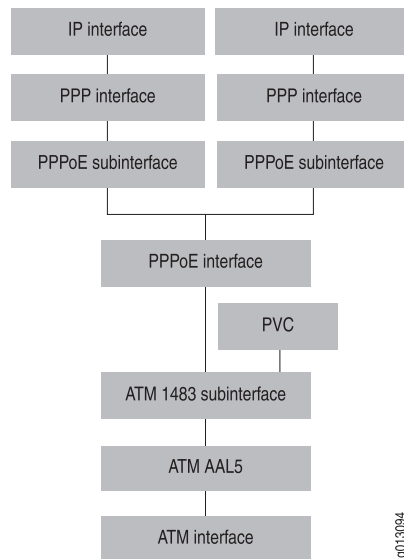 IP interface
IP interface
PPP interface
PPP interface
PPPoE subinterface
PPPoE subinterface
PPPoE interface
PVC
ATM 1483 subinterface
ATM AAL5
ATM interface
g013094